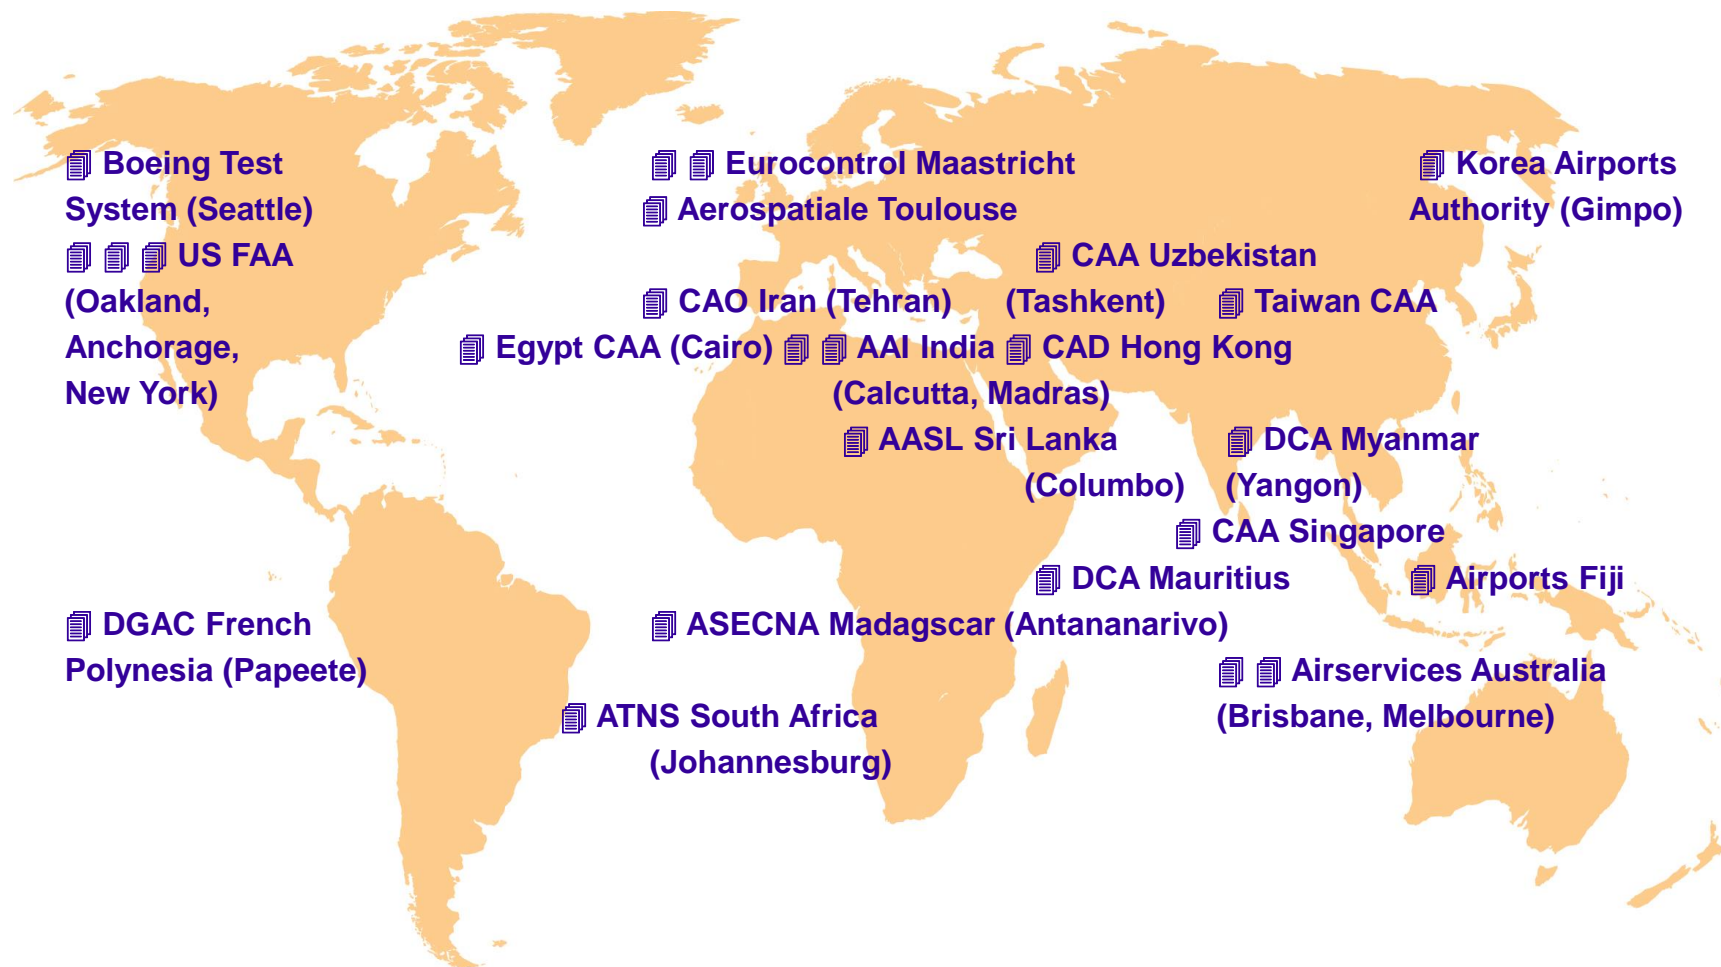 🗐 Boeing Test
System (Seattle)
🗐 🗐 🗐 US FAA
(Oakland,
Anchorage,
New York)
🗐 🗐 Eurocontrol Maastricht
🗐 Aerospatiale Toulouse
🗐 Korea Airports
Authority (Gimpo)
🗐 CAA Uzbekistan
(Tashkent)
🗐 CAO Iran (Tehran)
🗐 Taiwan CAA
🗐 Egypt CAA (Cairo)
🗐 🗐 AAI India
(Calcutta, Madras)
🗐 CAD Hong Kong
🗐 AASL Sri Lanka
(Columbo)
🗐 DCA Myanmar
(Yangon)
🗐 CAA Singapore
🗐 DCA Mauritius
🗐 Airports Fiji
🗐 DGAC French
Polynesia (Papeete)
🗐 ASECNA Madagscar (Antananarivo)
🗐 🗐 Airservices Australia
(Brisbane, Melbourne)
🗐 ATNS South Africa
(Johannesburg)